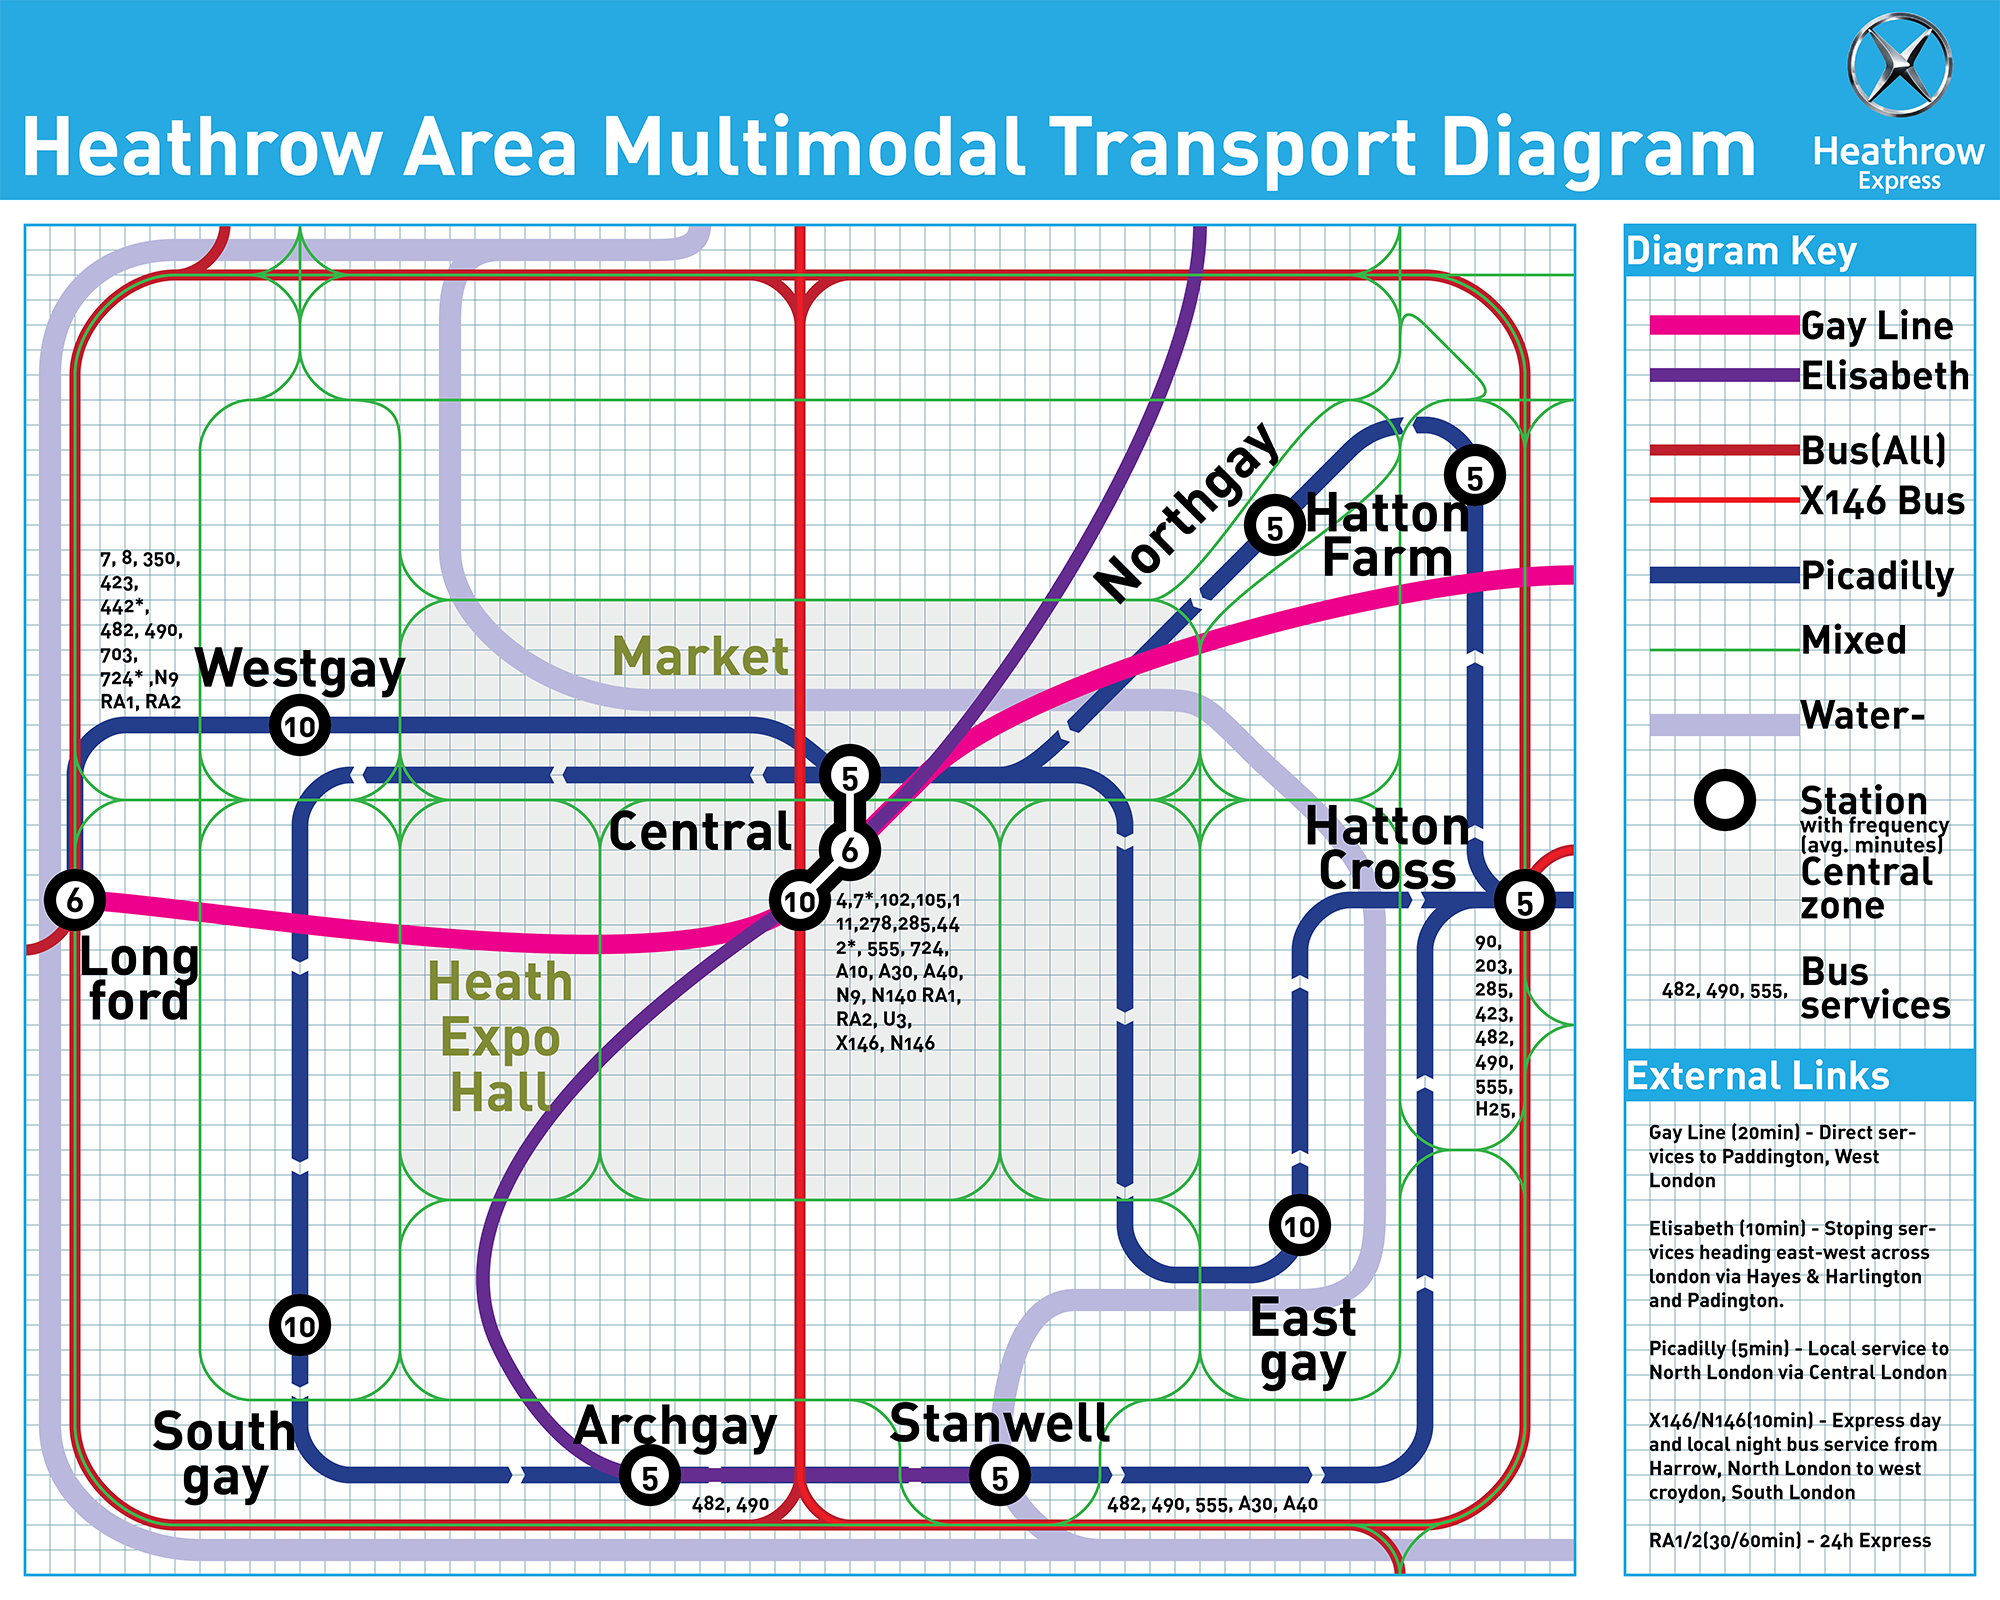 Heathrow Area Multimodal Transport Diagram
Heathrow
Express
Northgay
5
5
Hatton
Farm
7, 8, 350,
423,
442*,
482, 490,
703,
724* ,N9
RA1, RA2
Westgay
10
Market
5
Central
6
10
4,7*,102,105,1
11,278,285,44
2*, 555, 724,
A10, A30, A40,
N9, N140 RA1,
RA2, U3,
X146, N146
Hatton
Cross
5
90,
203,
285,
423,
482,
490,
555,
H25,
6
Long
ford
Heath
Expo
Hall
10
East
gay
10
South
gay
Archgay
5
482, 490
Stanwell
5
482, 490, 555, A30, A40
Diagram Key
Gay Line
Elisabeth
Bus(All)
X146 Bus
Picadilly
Mixed
Water-
Station
with frequency
(avg. minutes)
Central
zone
482, 490, 555,
Bus
services
External Links
Gay Line (20min) - Direct ser-
vices to Paddington, West
London
Elisabeth (10min) - Stoping ser-
vices heading east-west across
london via Hayes & Harlington
and Padington.
Picadilly (5min) - Local service to
North London via Central London
X146/N146(10min) - Express day
and local night bus service from
Harrow, North London to west
croydon, South London
RA1/2(30/60min) - 24h Express